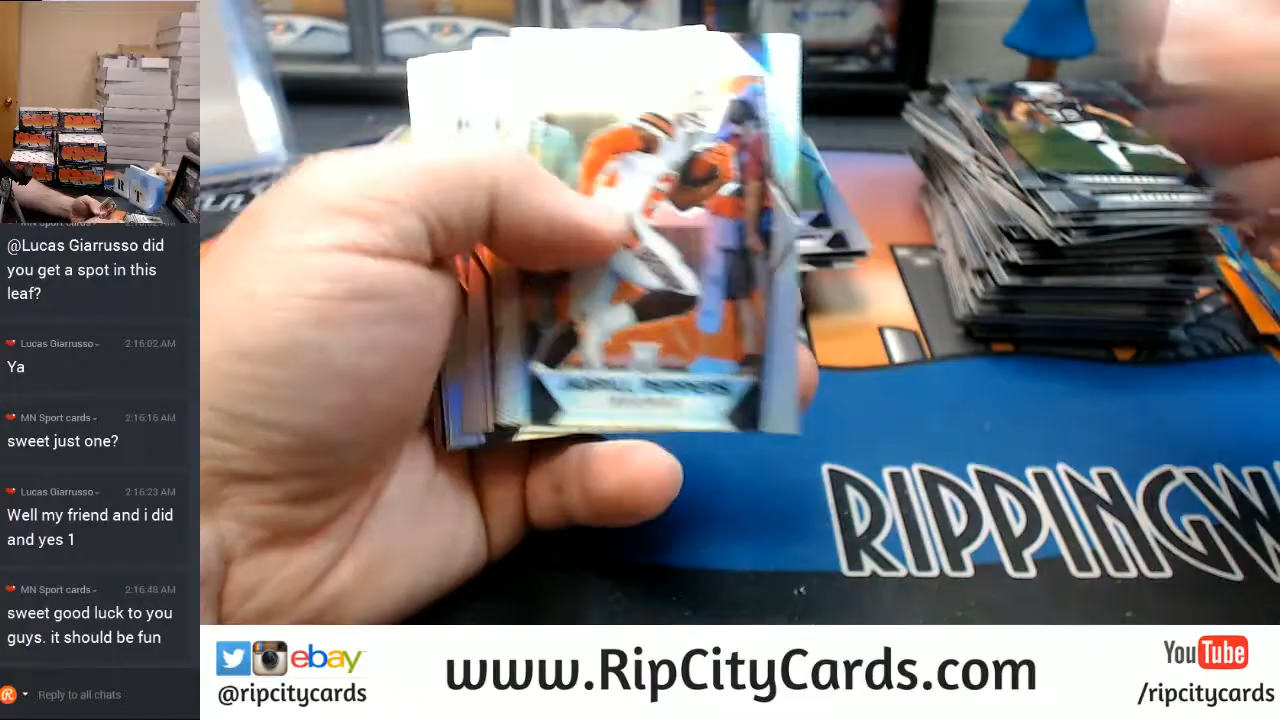 MN Sport cards
@Lucas Giarrusso did
you get a spot in this
leaf?
Lucas Giarrusso 2:16:02 AM
Ya
MN Sport cards 2:16:16 AM
sweet just one?
Lucas Giarrusso 2:16:23 AM
Well my friend and i did
and yes 1
MN Sport cards 2:16:48 AM
sweet good luck to you
guys. it should be fun
Reply to all chats
RIPPINGW
ebay
@ripcitycards
www.RipCityCards.com
YouTube
/ripcitycards